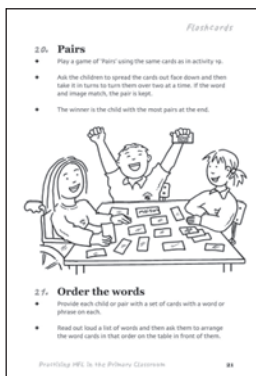 Flashcards
20. Pairs
◆ Play a game of 'Pairs' using the same cards as in activity 19.
◆ Ask the children to spread the cards out face down and then
take it in turns to turn them over two at a time. If the word
and image match, the pair is kept.
◆ The winner is the child with the most pairs at the end.
21. Order the words
◆ Provide each child or pair with a set of cards with a word or
phrase on each.
◆ Read out loud a list of words and then ask them to arrange
the word cards in that order on the table in front of them.
Practising MFL in the Primary Classroom